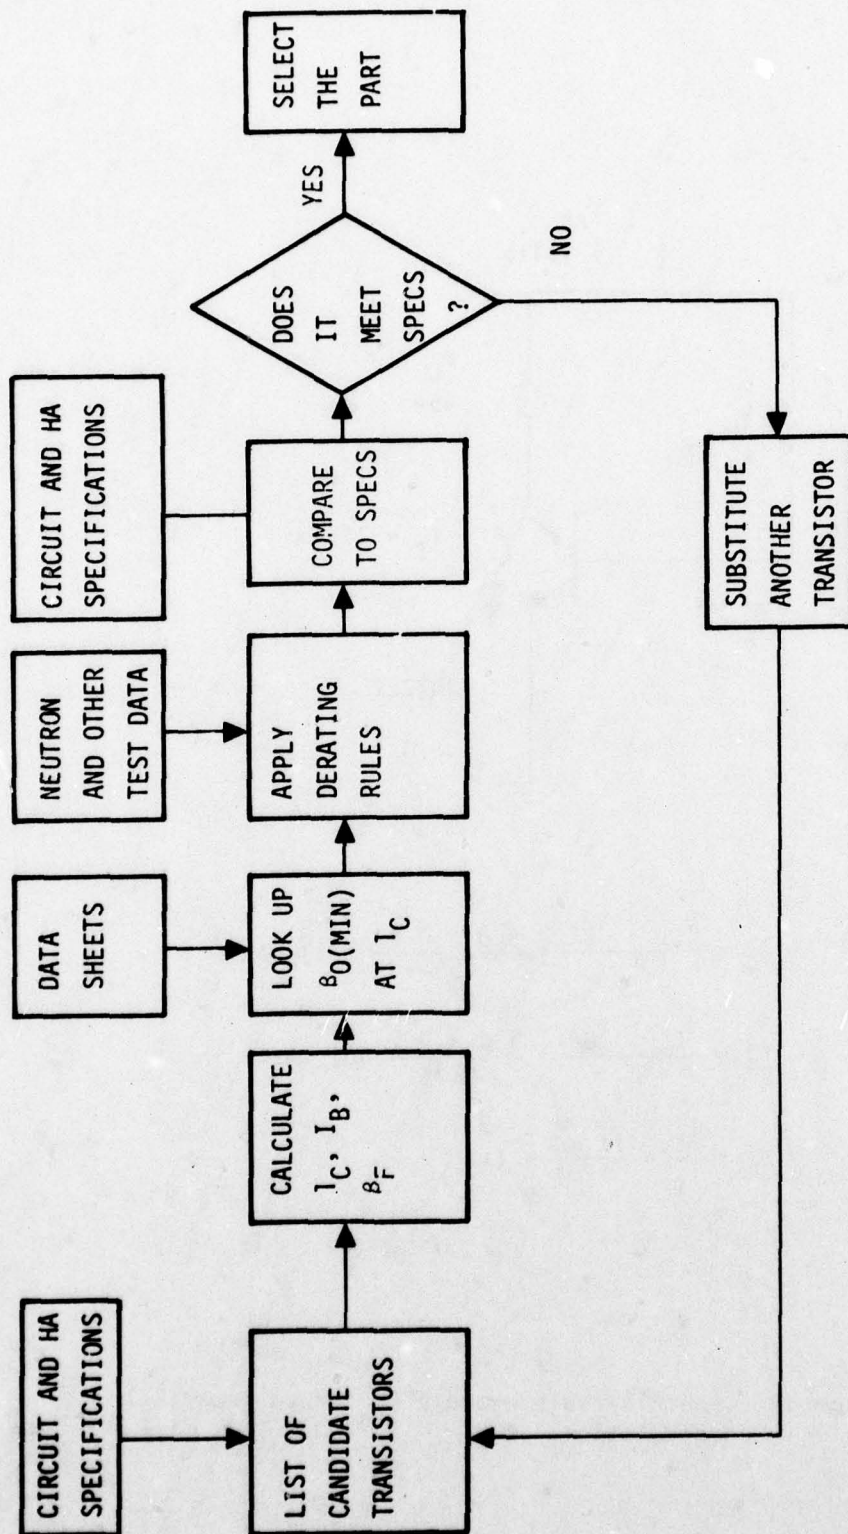 CIRCUIT AND HA
SPECIFICATIONS
LIST OF
CANDIDATE
TRANSISTORS
CALCULATE
I_C, I_B,
β_F
DATA
SHEETS
LOOK UP
β_O(MIN)
AT I_C
NEUTRON
AND OTHER
TEST DATA
APPLY
DERATING
RULES
CIRCUIT AND HA
SPECIFICATIONS
COMPARE
TO SPECS
DOES
IT
MEET
SPECS
?
YES
SELECT
THE
PART
NO
SUBSTITUTE
ANOTHER
TRANSISTOR